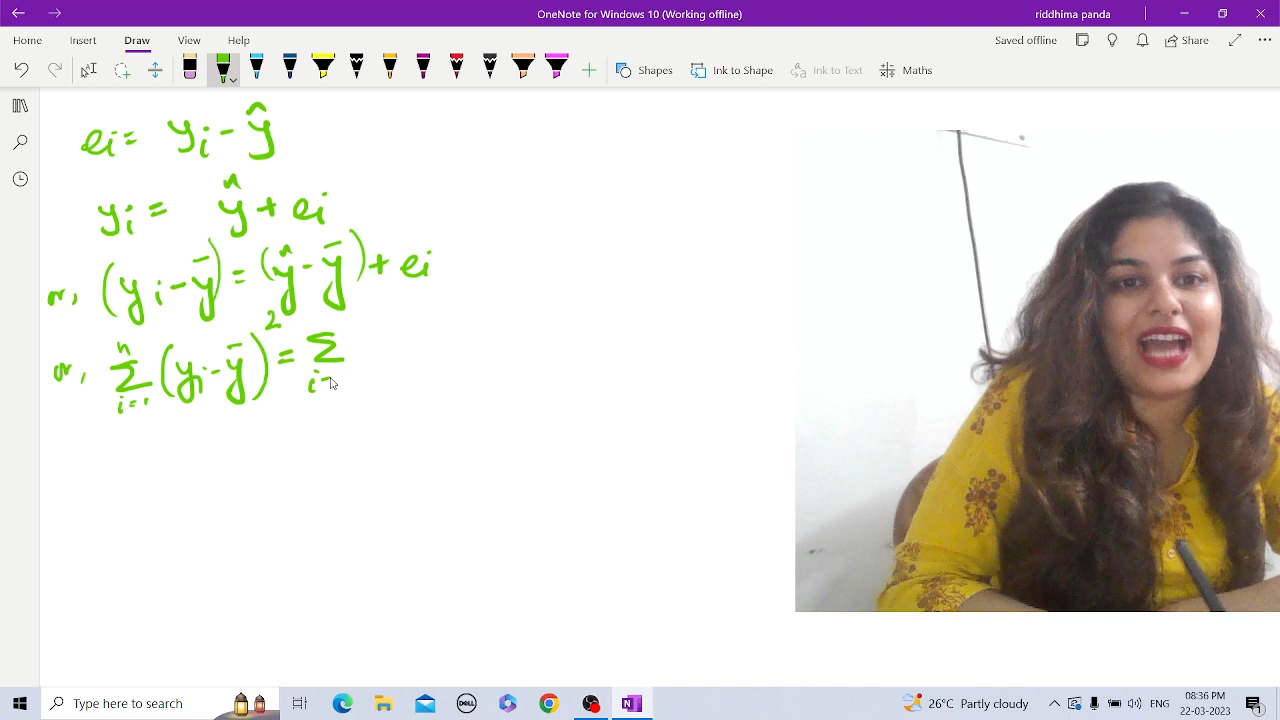 OneNote for Windows 10 (Working offline)
riddhima panda
Home Insert Draw View Help
Saved offline
Share
Shapes
Ink to Shape
Ink to Text
Maths
ei = yi - ŷ
yi = ŷ + ei
or, (yi - ȳ) = (ŷ - ȳ) + ei
or, n Σ i=1 (yi - ȳ)² = Σ i-
Type here to search
DELL
26°C Partly cloudy
ENG
08:36 PM
22-03-2023
1